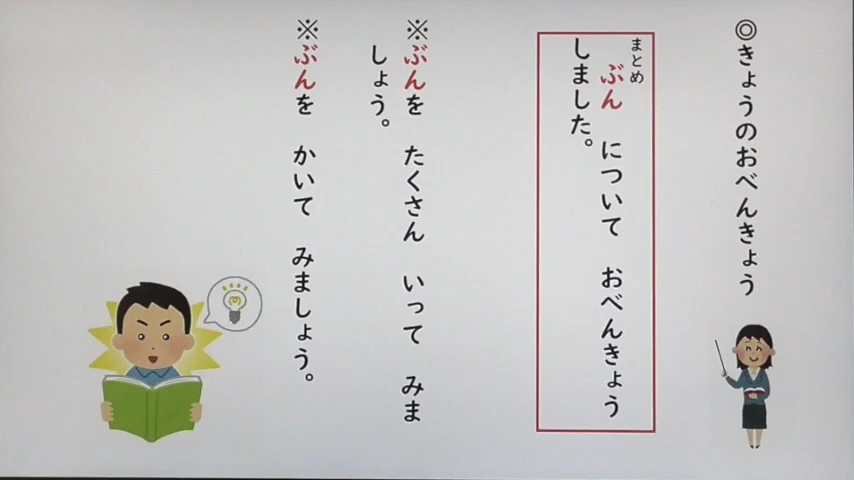 ◎きょうのおべんきょう
まとめ
ぶん　について　おべんきょう
しました。
※ぶんを　たくさん　いって　みま
しょう。
※ぶんを　かいて　みましょう。